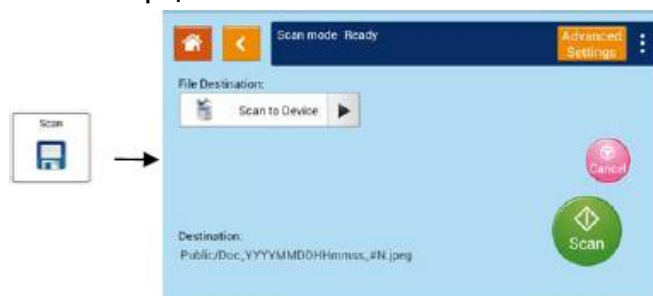 Scan
Scan mode Ready
Advanced
Settings
File Destination:
Scan to Device
Cancel
Scan
Destination:
Public/Doc_YYYYMMDDHHmmss_#N.jpeg